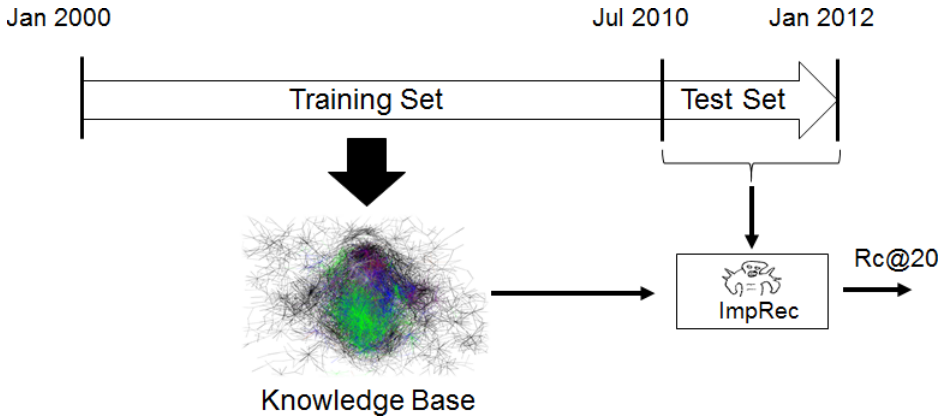 Jan 2000
Jul 2010
Jan 2012
Training Set
Test Set
Rc@20
ImpRec
Knowledge Base